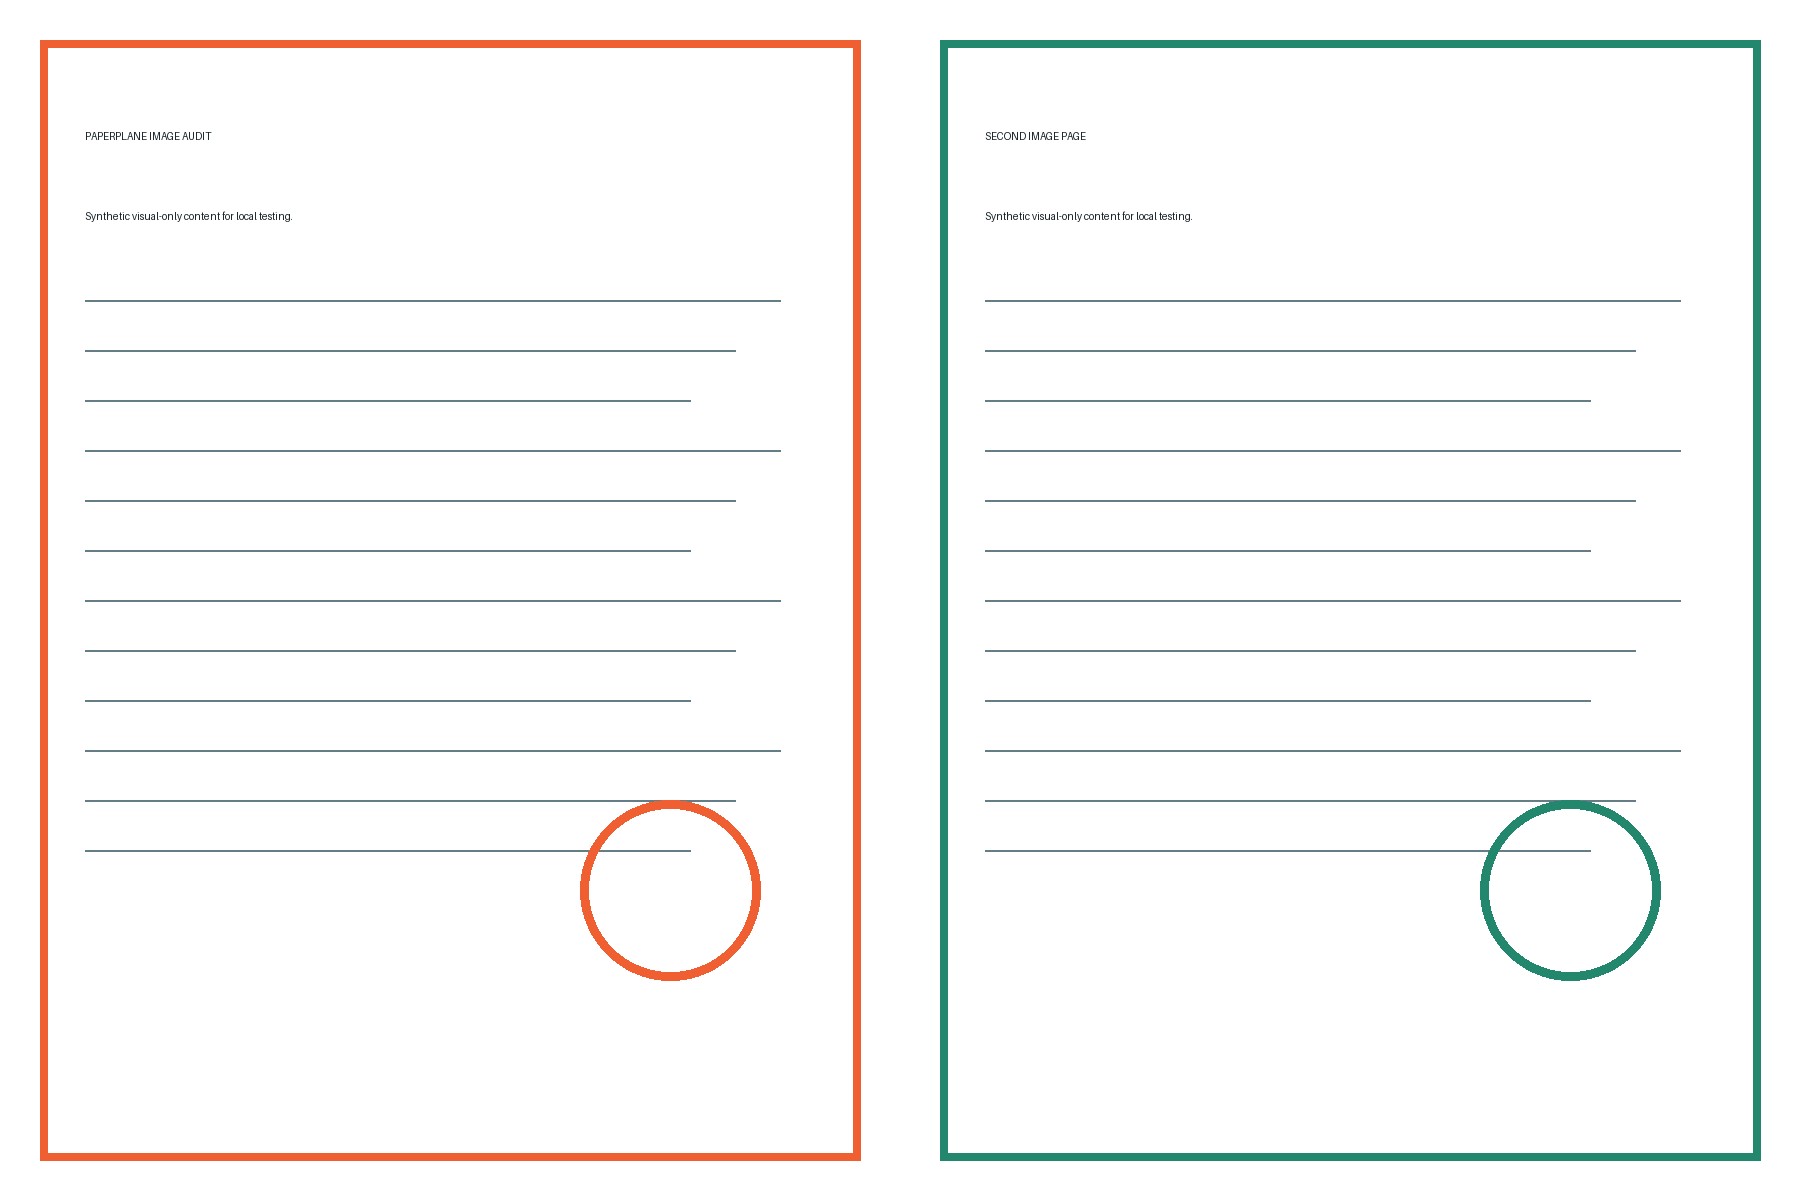 PAPERPLANE IMAGE AUDIT
Synthetic visual-only content for local testing.
SECOND IMAGE PAGE
Synthetic visual-only content for local testing.